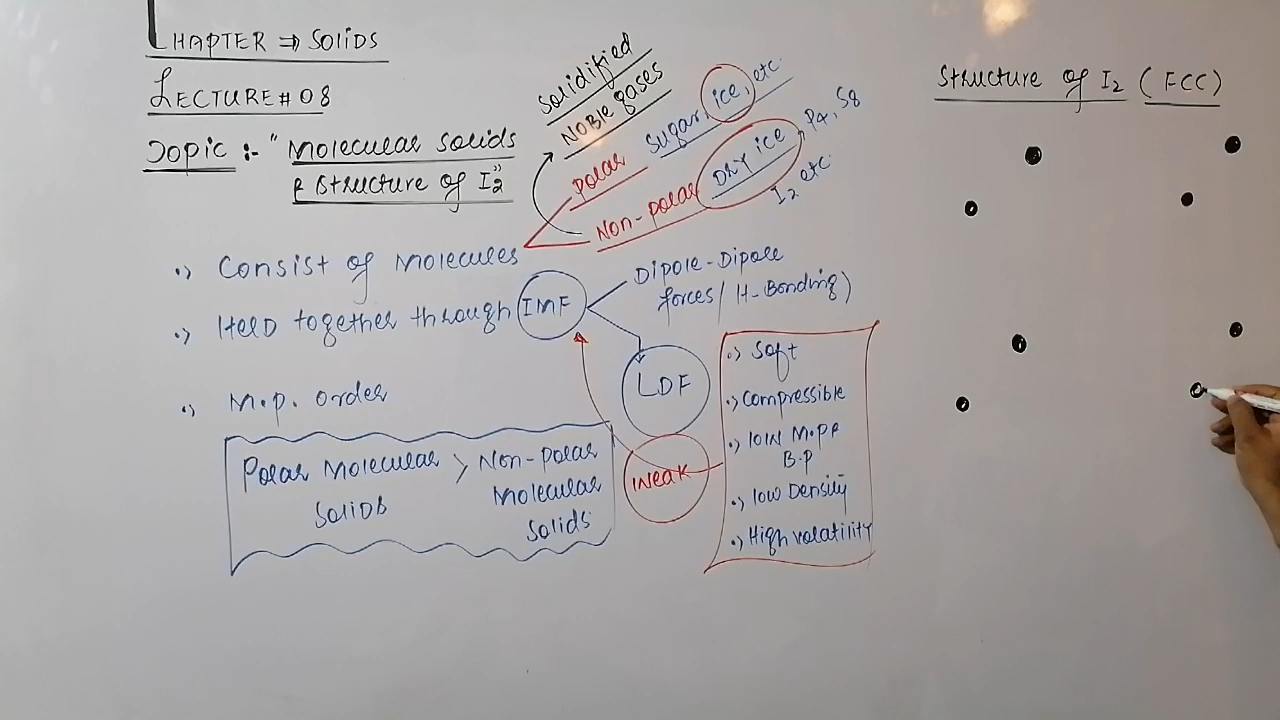 CHAPTER ⇒ SOLIDS
LECTURE # 08
Topic :- "Molecular solids
& Structure of I2"
Solidified
NOBLE gases
Polar Sugar, ice, etc.
Non-polar Dry ice, P4, S8
I2 etc.
.,) Consist of Molecules
.,) Held together through IMF
Dipole-Dipole
forces / H-Bonding)
LDF
Weak
.,) Soft
.,) Compressible
.,) low M.P &
B.P
.,) low Density
.,) High volatility
.,) M.p. order
Polar Molecular > Non-polar
solids
Molecular
solids
Structure of I2 (FCC)